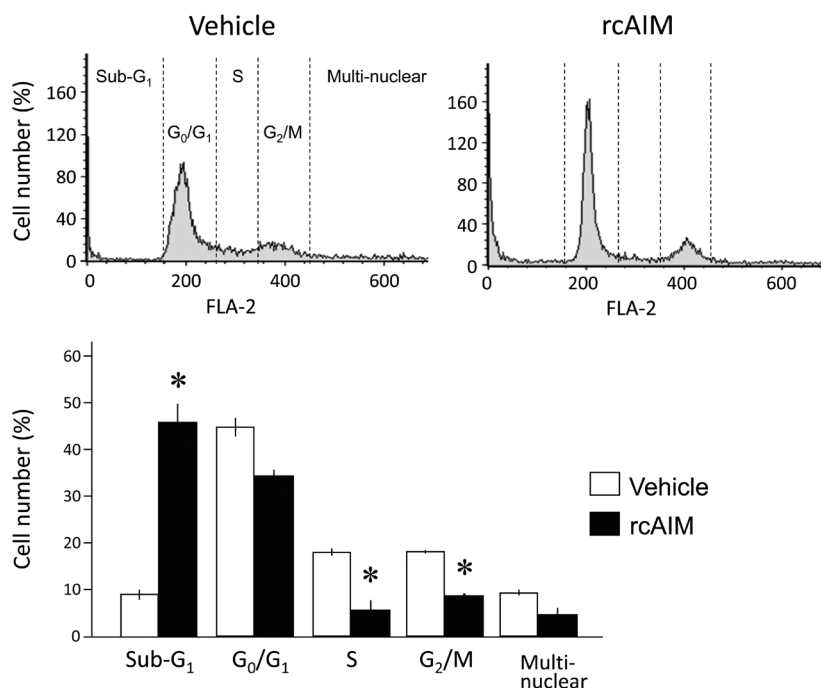 Vehicle
rcAIM
Cell number (%)
160
120
80
40
0
Sub-G₁
G₀/G₁
S
G₂/M
Multi-nuclear
0 200 400 600
FLA-2
160
120
80
40
0
0 200 400 600
FLA-2
Cell number (%)
60
50
40
30
20
10
0
*
*
*
Sub-G₁ G₀/G₁ S G₂/M Multi-
nuclear
Vehicle
rcAIM